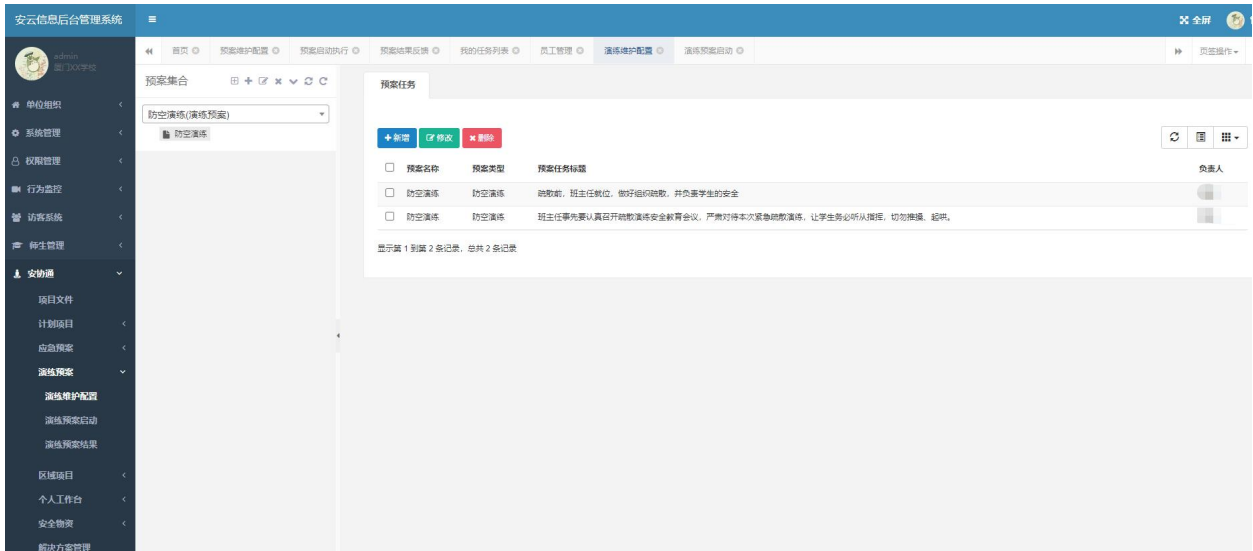 安云信息后台管理系统
全屏
admin
厦门XX学校
首页
预案维护配置
预案启动执行
预案结果反馈
我的任务列表
员工管理
演练维护配置
演练预案启动
页签操作
单位组织
系统管理
权限管理
行为监控
访客系统
师生管理
安协通
项目文件
计划项目
应急预案
演练预案
演练维护配置
演练预案启动
演练预案结果
区域项目
个人工作台
安全物资
解决方案管理
预案集合
防空演练(演练预案)
防空演练
预案任务
新增 修改 删除
预案名称 预案类型 预案任务标题 负责人
防空演练 防空演练 疏散前，班主任就位，做好组织疏散，并负责学生的安全
防空演练 防空演练 班主任事先要认真召开疏散演练安全教育会议，严肃对待本次紧急疏散演练，让学生务必听从指挥，切勿推搡、起哄。
显示第 1 到第 2 条记录，总共 2 条记录